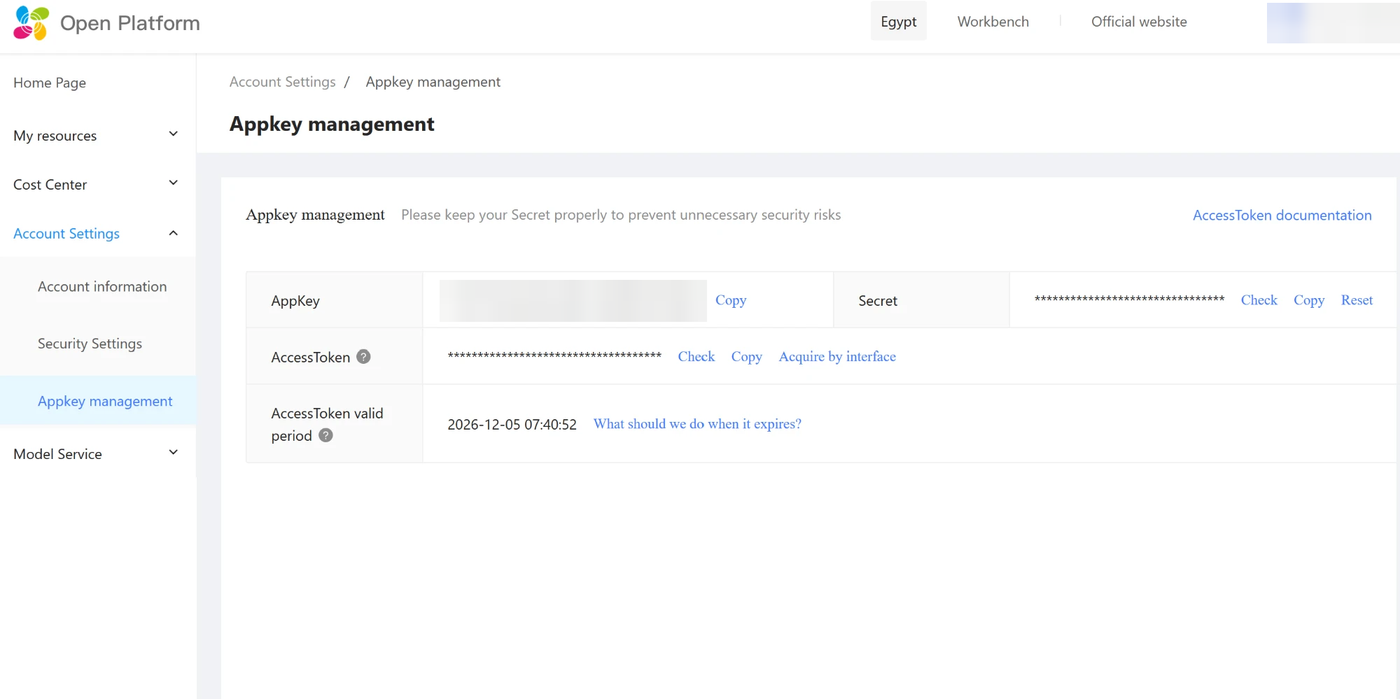 Open Platform
Egypt
Workbench
Official website
Home Page
My resources
Cost Center
Account Settings
Account information
Security Settings
Appkey management
Model Service
Account Settings / Appkey management
Appkey management
Appkey management Please keep your Secret properly to prevent unnecessary security risks
AccessToken documentation
AppKey
Copy
Secret
********************************
Check
Copy
Reset
AccessToken ?
************************************
Check
Copy
Acquire by interface
AccessToken valid
period ?
2026-12-05 07:40:52
What should we do when it expires?